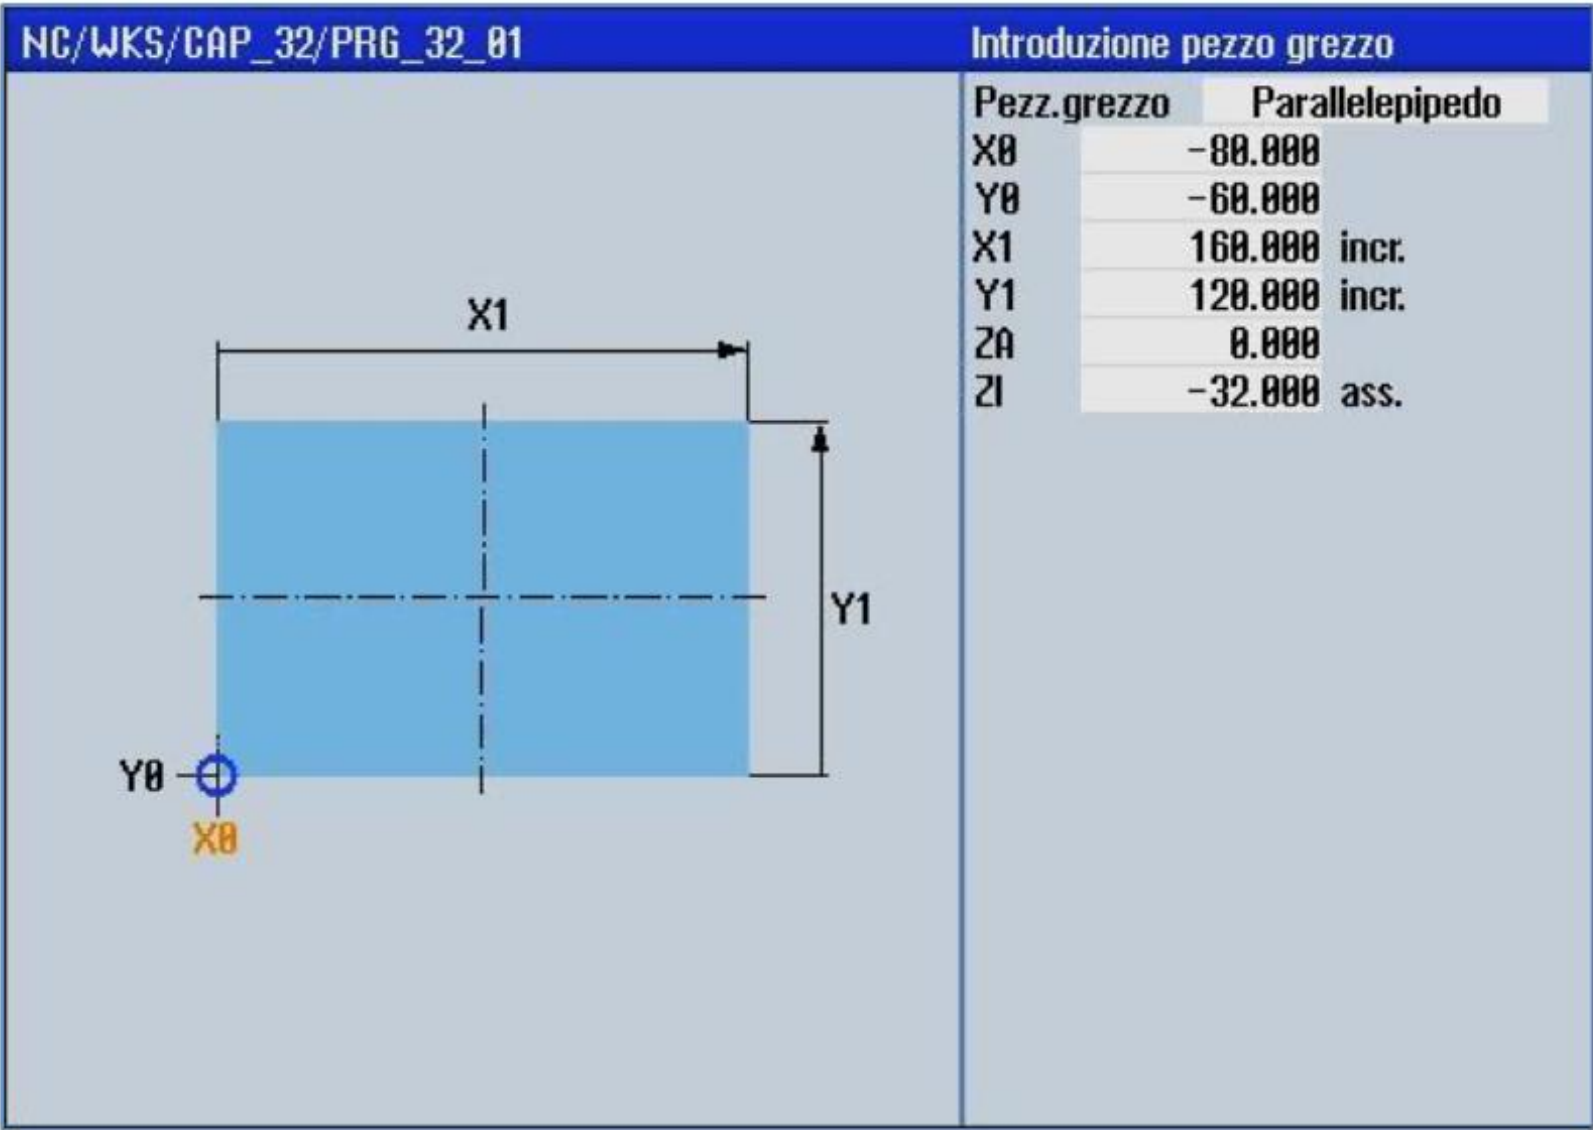 NC/WKS/CAP_32/PRG_32_01
Introduzione pezzo grezzo
Pezz.grezzo Parallelepipedo
X0 -80.000
Y0 -60.000
X1 160.000 incr.
Y1 120.000 incr.
ZA 0.000
ZI -32.000 ass.
X1
Y1
Y0
X0